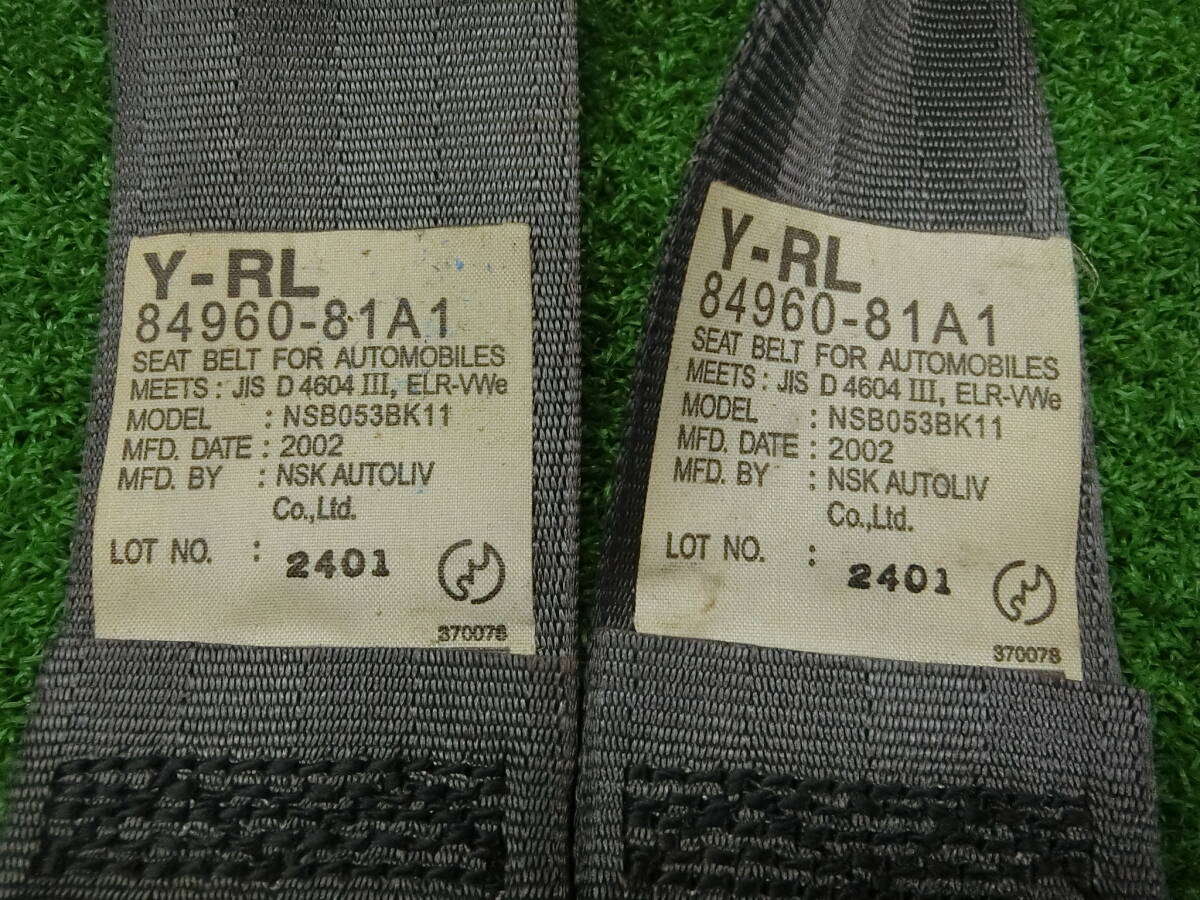 Y-RL
84960-81A1
SEAT BELT FOR AUTOMOBILES
MEETS : JIS D 4604 III, ELR-VWe
MODEL : NSB053BK11
MFD. DATE : 2002
MFD. BY : NSK AUTOLIV
Co.,Ltd.
LOT NO. : 2401
370078
Y-RL
84960-81A1
SEAT BELT FOR AUTOMOBILES
MEETS : JIS D 4604 III, ELR-VWe
MODEL : NSB053BK11
MFD. DATE : 2002
MFD. BY : NSK AUTOLIV
Co.,Ltd.
LOT NO. : 2401
370078